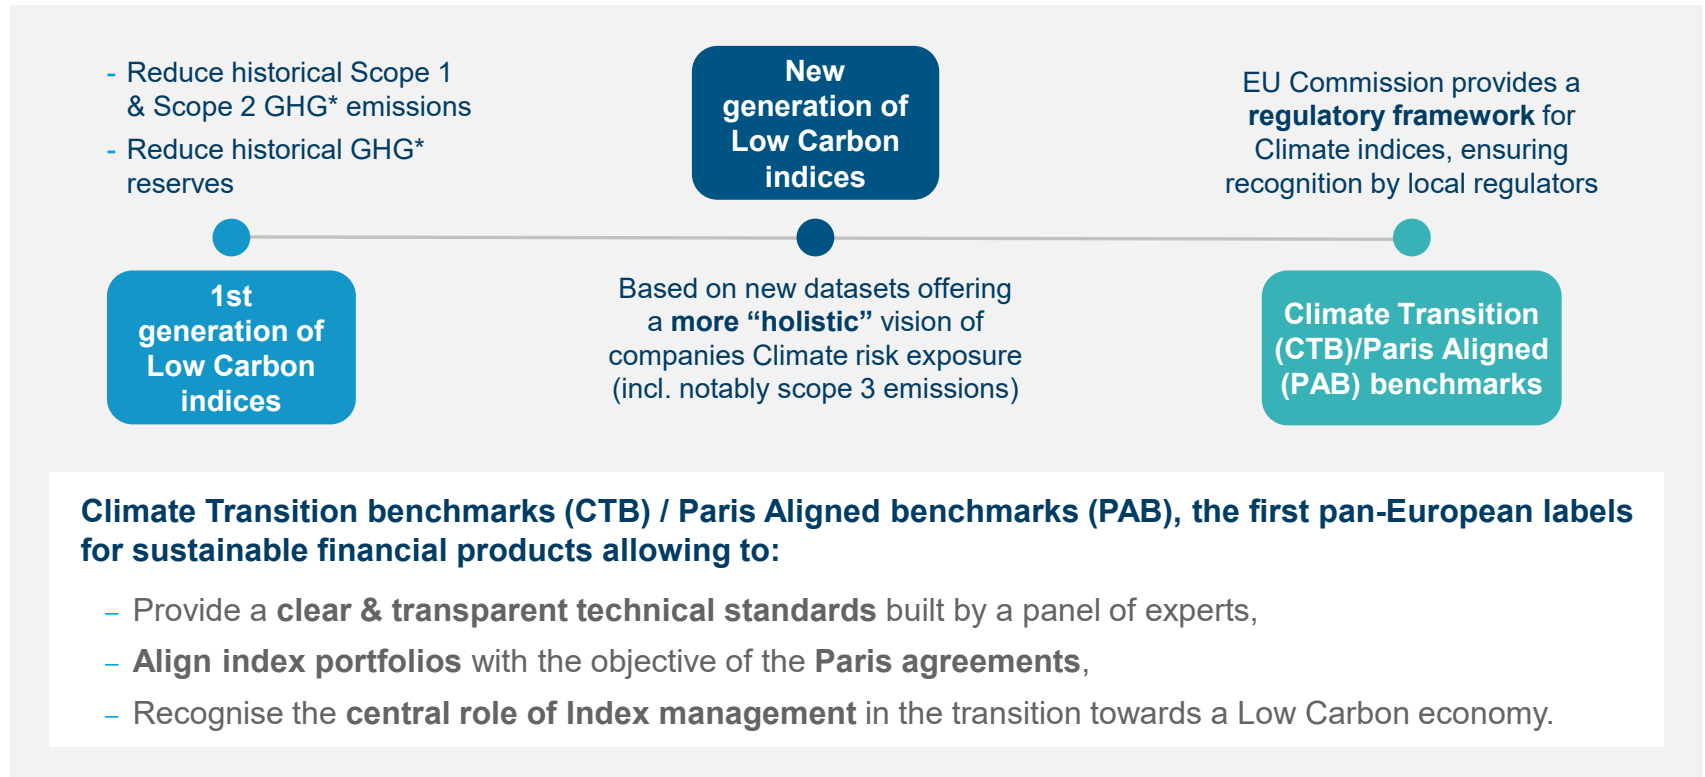 - Reduce historical Scope 1
& Scope 2 GHG* emissions
- Reduce historical GHG*
reserves
1st
generation of
Low Carbon
indices
New
generation of
Low Carbon
indices
Based on new datasets offering
a more “holistic” vision of
companies Climate risk exposure
(incl. notably scope 3 emissions)
EU Commission provides a
regulatory framework for
Climate indices, ensuring
recognition by local regulators
Climate Transition
(CTB)/Paris Aligned
(PAB) benchmarks
Climate Transition benchmarks (CTB) / Paris Aligned benchmarks (PAB), the first pan-European labels
for sustainable financial products allowing to:
– Provide a clear & transparent technical standards built by a panel of experts,
– Align index portfolios with the objective of the Paris agreements,
– Recognise the central role of Index management in the transition towards a Low Carbon economy.